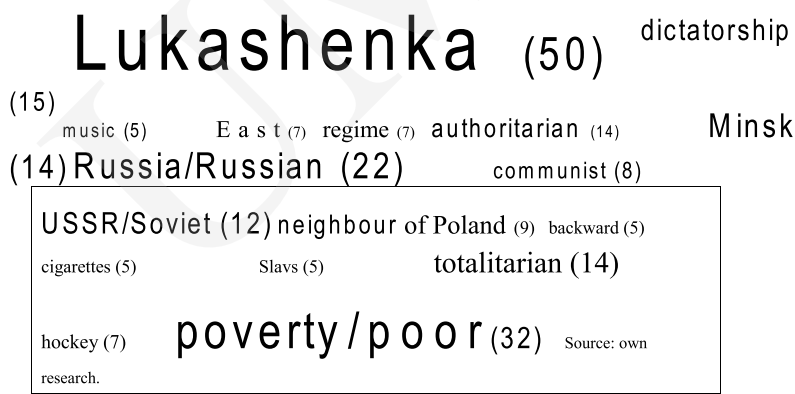 Lukashenka (50) dictatorship
(15)
music (5) East (7) regime (7) authoritarian (14) Minsk
(14) Russia/Russian (22) communist (8)
USSR/Soviet (12) neighbour of Poland (9) backward (5)
cigarettes (5) Slavs (5) totalitarian (14)
hockey (7) poverty/poor (32) Source: own
research.